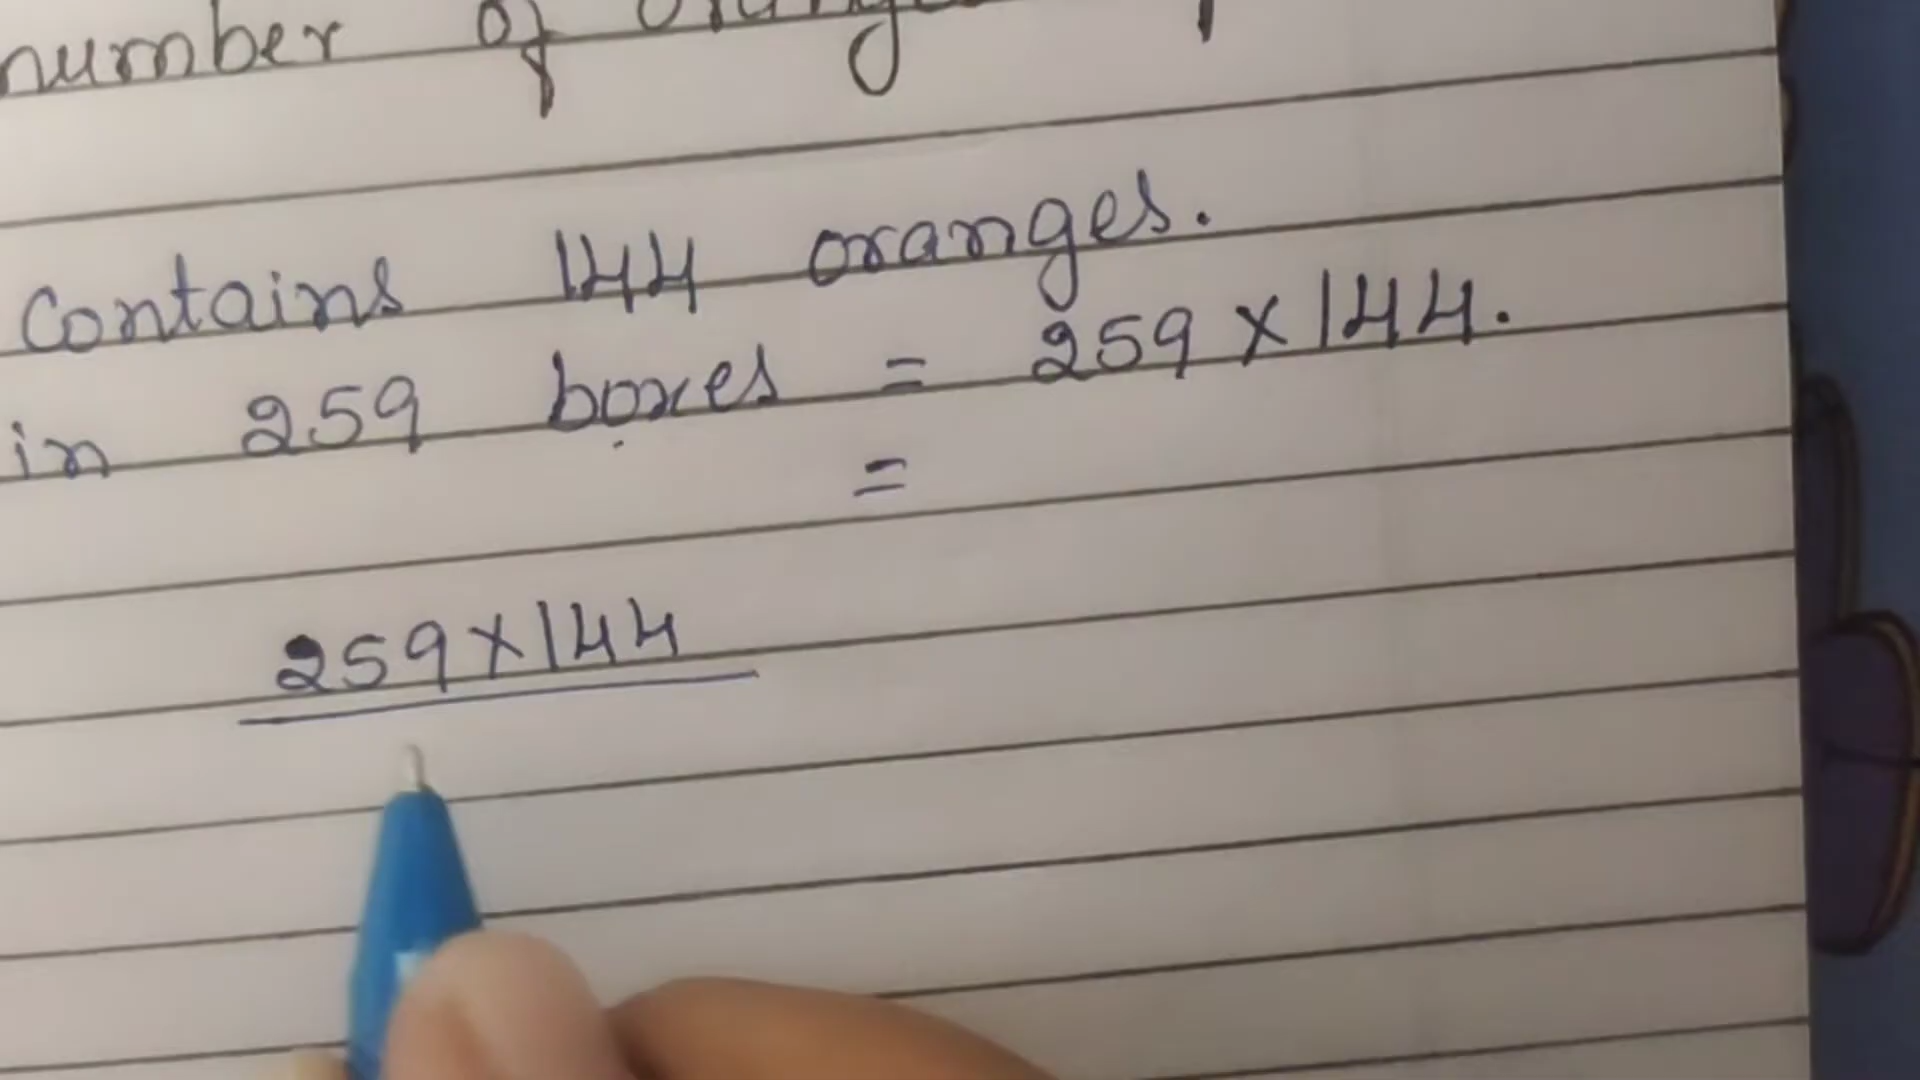 number of
contains 144 oranges.
in 259 boxes = 259 x 144.
=
259 x 144